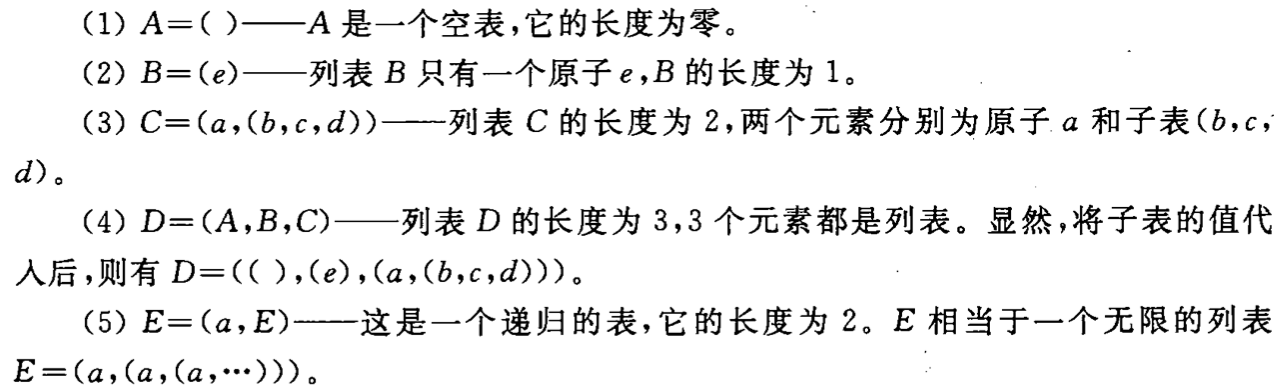 (1) A=( )——A 是一个空表,它的长度为零。
(2) B=(e)——列表 B 只有一个原子 e,B 的长度为 1。
(3) C=(a,(b,c,d))——列表 C 的长度为 2,两个元素分别为原子 a 和子表(b,c,
d)。
(4) D=(A,B,C)——列表 D 的长度为 3,3 个元素都是列表。显然,将子表的值代
入后,则有 D=(( ),(e),(a,(b,c,d)))。
(5) E=(a,E)——这是一个递归的表,它的长度为 2。E 相当于一个无限的列表
E=(a,(a,(a,…)))。